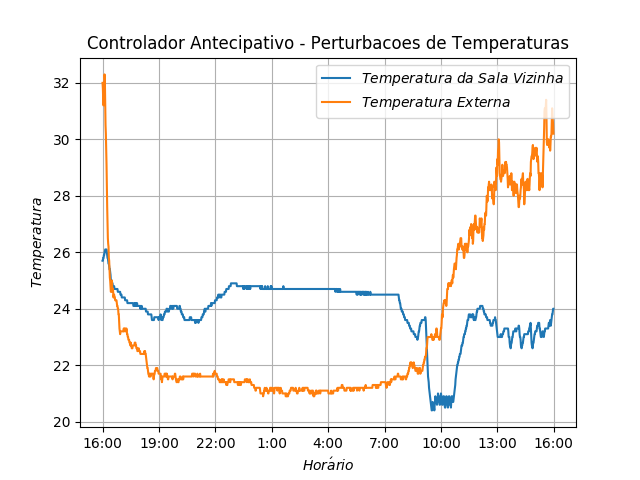 Controlador Antecipativo - Perturbacoes de Temperaturas
Temperatura da Sala Vizinha
Temperatura Externa
Temperatura
32
30
28
26
24
22
20
16:00 19:00 22:00 1:00 4:00 7:00 10:00 13:00 16:00
Horário